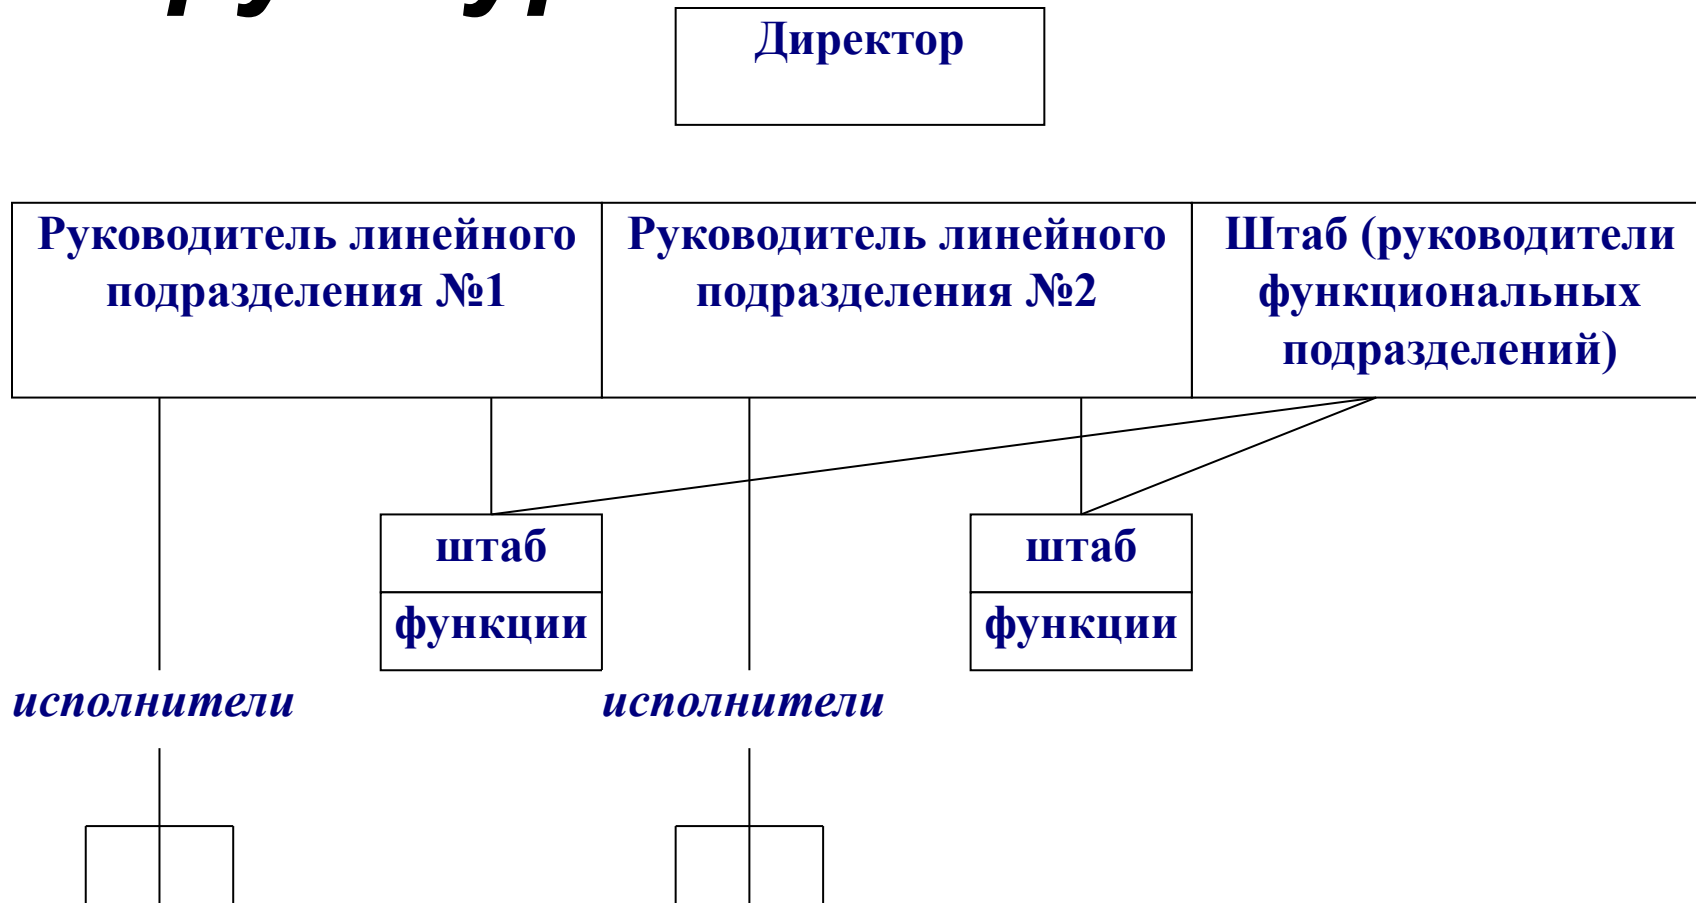 Директор
Руководитель линейного
подразделения №1
Руководитель линейного
подразделения №2
Штаб (руководители
функциональных
подразделений)
штаб
функции
штаб
функции
исполнители
исполнители